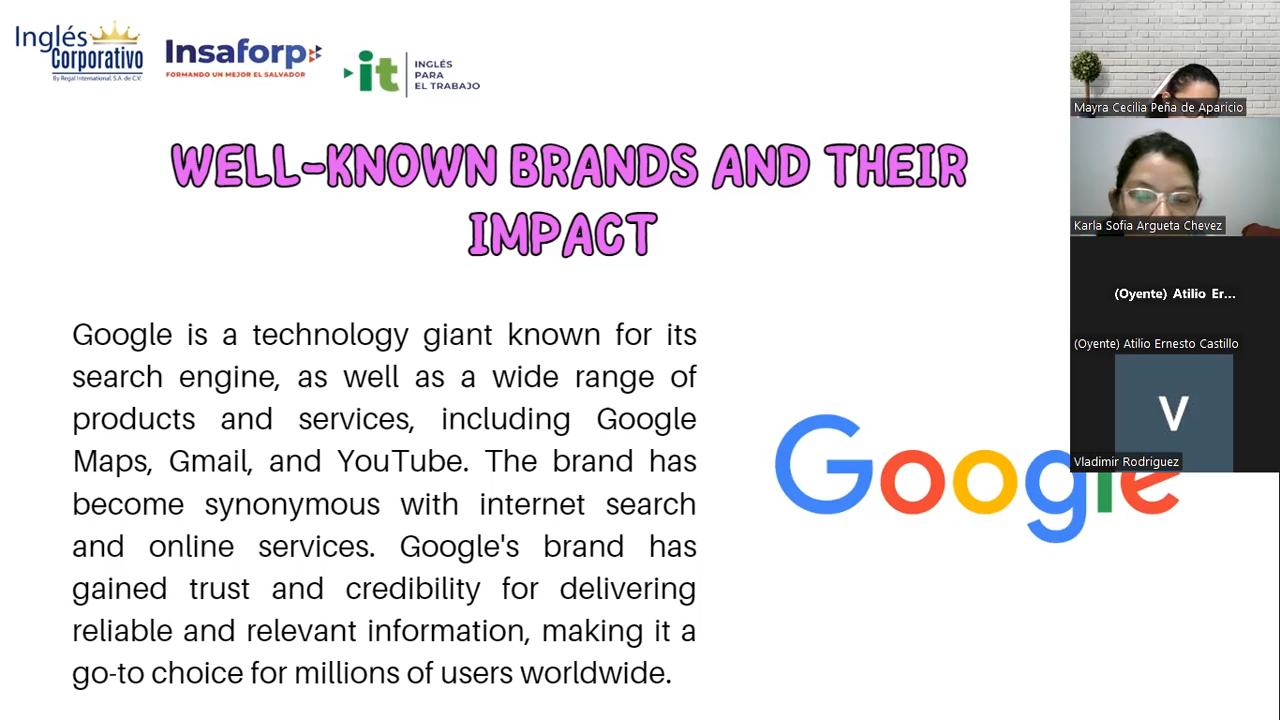 Inglés
Corporativo
By Regal International, S.A. de C.V.
Insaforp
FORMANDO UN MEJOR EL SALVADOR
it
INGLÉS
PARA
EL TRABAJO
WELL-KNOWN BRANDS AND THEIR
IMPACT
Google is a technology giant known for its
search engine, as well as a wide range of
products and services, including Google
Maps, Gmail, and YouTube. The brand has
become synonymous with internet search
and online services. Google's brand has
gained trust and credibility for delivering
reliable and relevant information, making it a
go-to choice for millions of users worldwide.
Google
Mayra Cecilia Peña de Aparicio
Karla Sofia Argueta Chevez
(Oyente) Atilio Er...
(Oyente) Atilio Ernesto Castillo
V
Vladimir Rodriguez